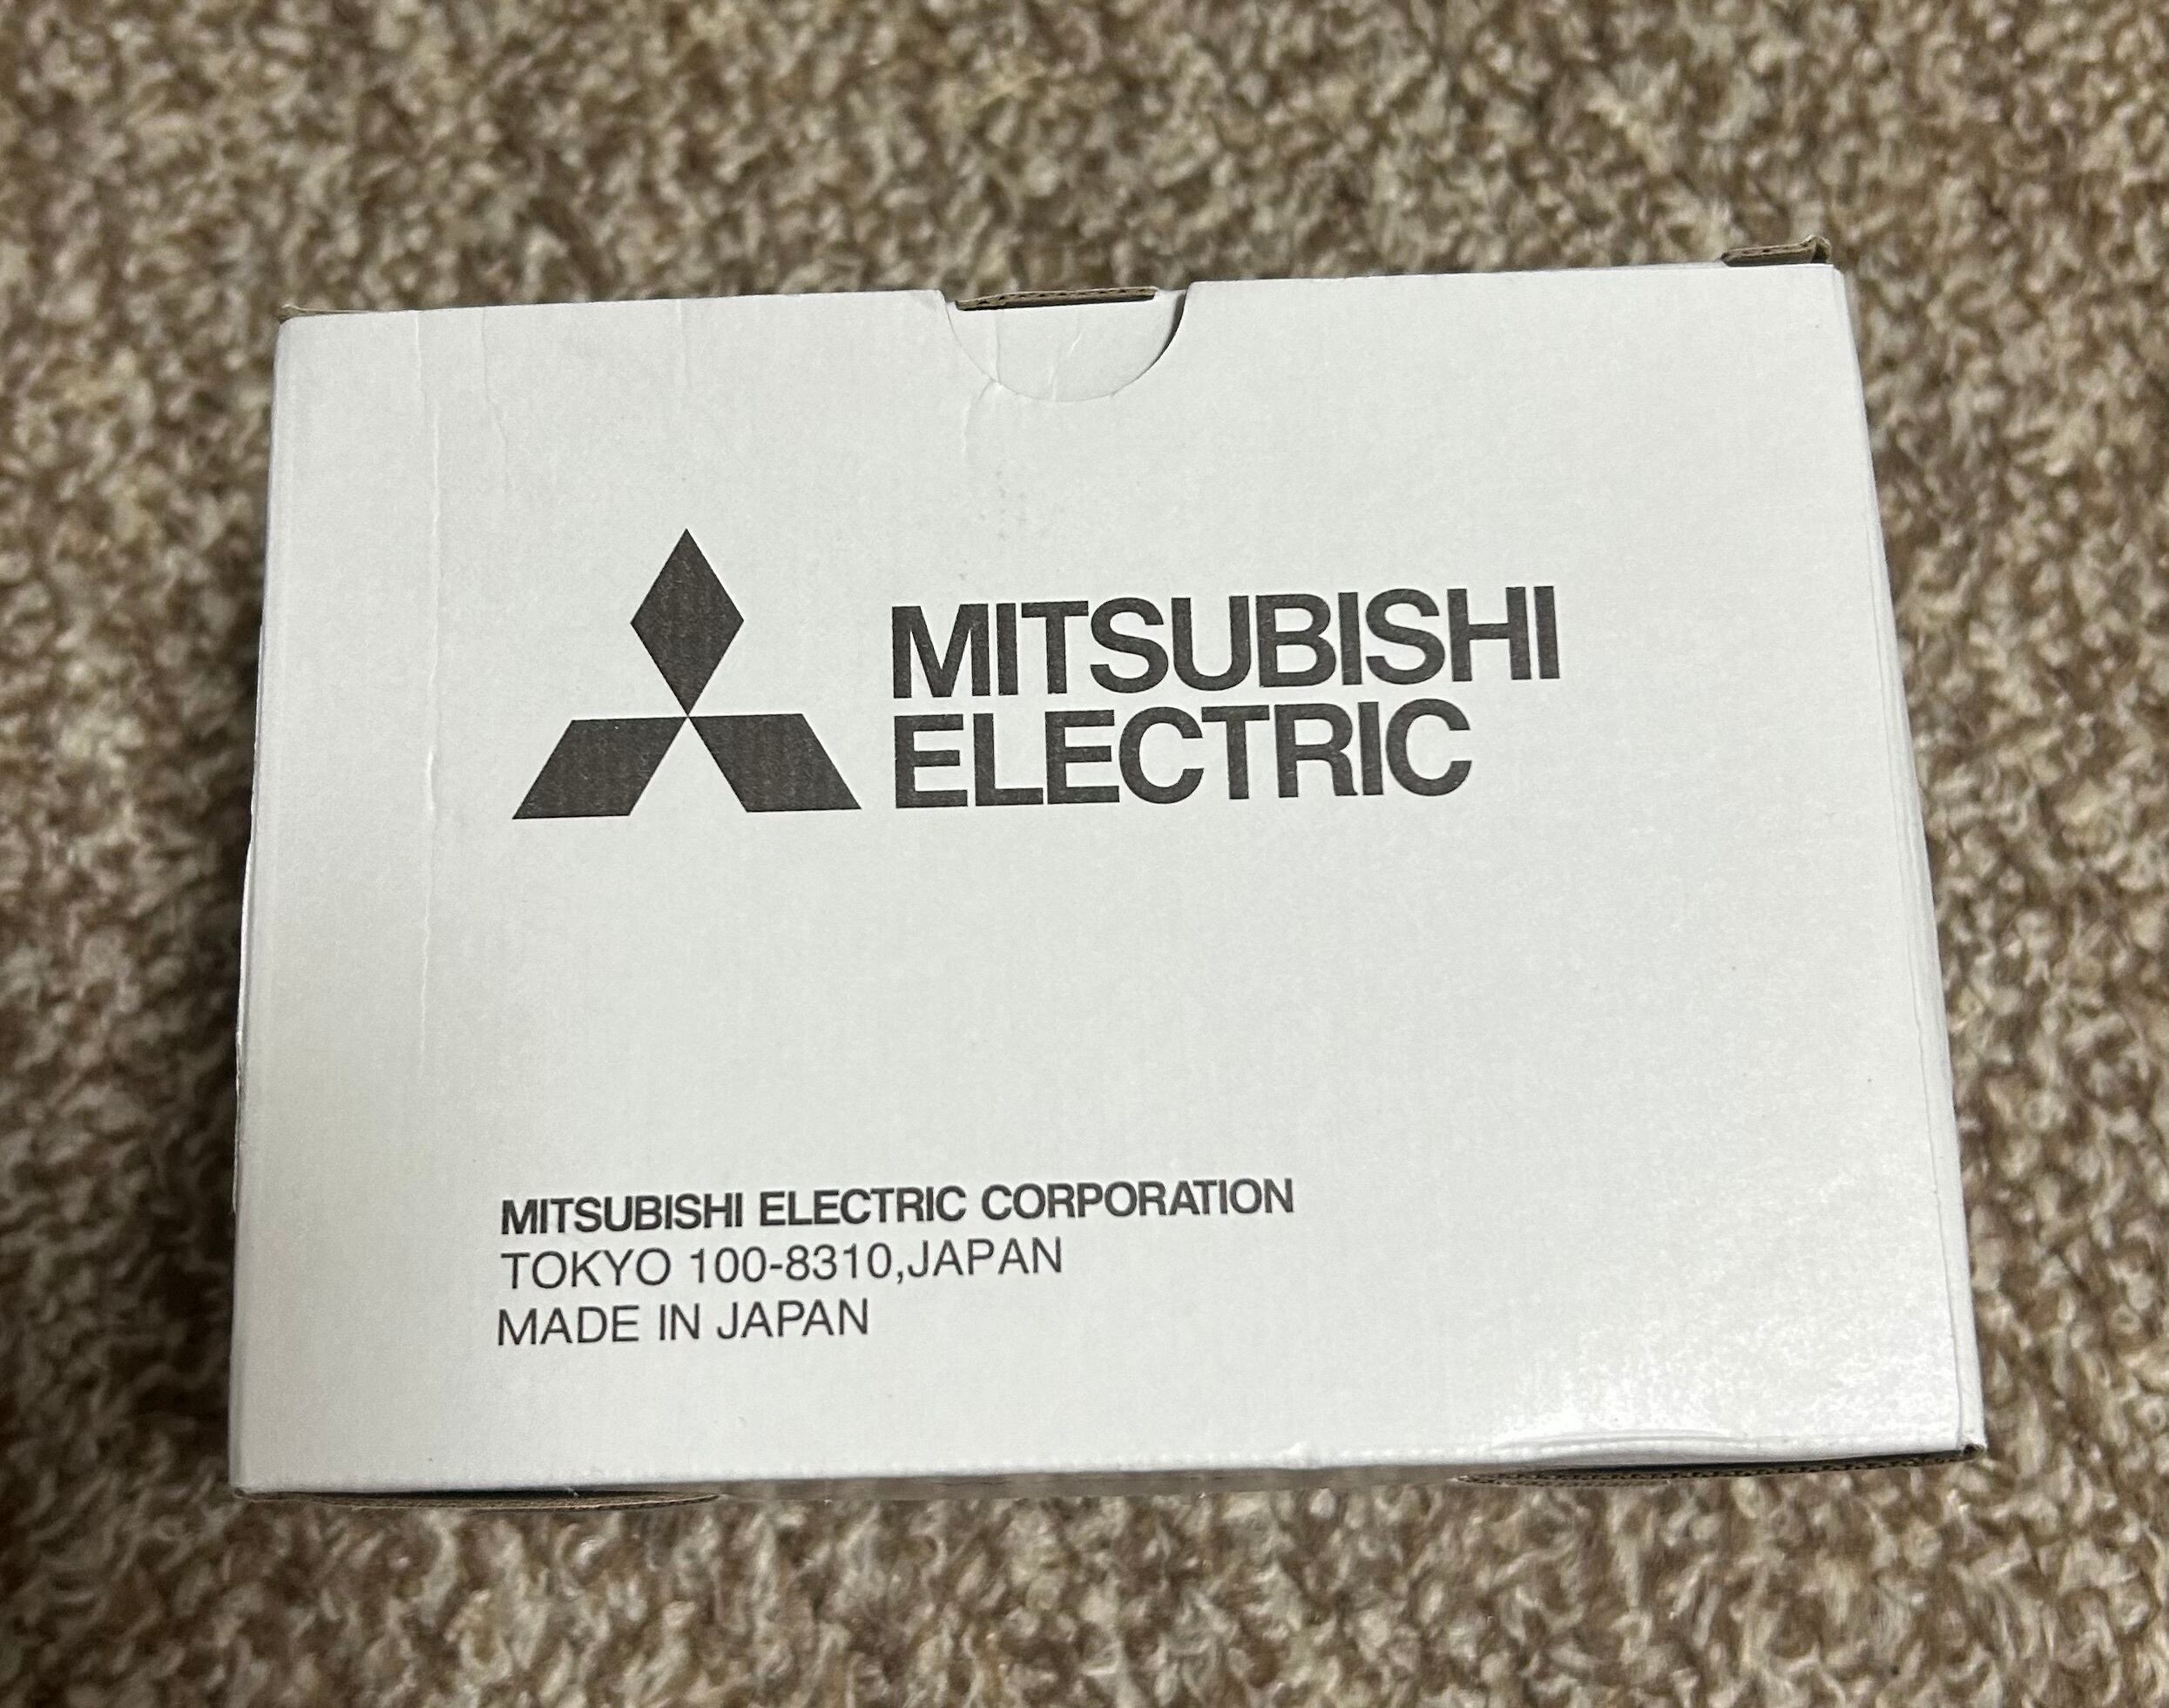 MITSUBISHI
ELECTRIC
MITSUBISHI ELECTRIC CORPORATION
TOKYO 100-8310,JAPAN
MADE IN JAPAN